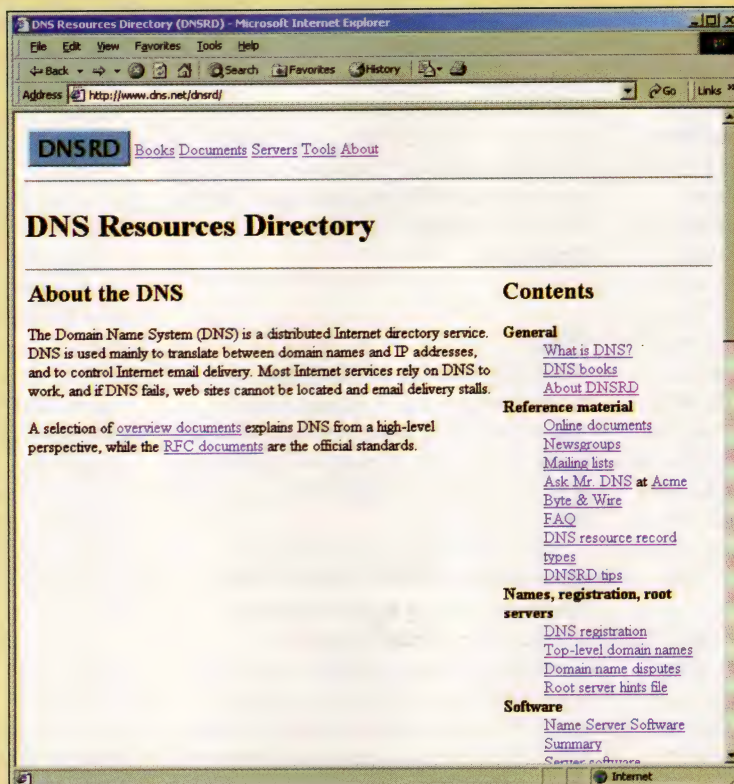 DNS Resources Directory (DNSRD) - Microsoft Internet Explorer
File Edit View Favorites Tools Help
Back Search Favorites History
Address http://www.dns.net/dnsrd/ Go Links »
DNSRD Books Documents Servers Tools About
DNS Resources Directory
About the DNS
The Domain Name System (DNS) is a distributed Internet directory service.
DNS is used mainly to translate between domain names and IP addresses,
and to control Internet email delivery. Most Internet services rely on DNS to
work, and if DNS fails, web sites cannot be located and email delivery stalls.
A selection of overview documents explains DNS from a high-level
perspective, while the RFC documents are the official standards.
Contents
General
What is DNS?
DNS books
About DNSRD
Reference material
Online documents
Newsgroups
Mailing lists
Ask Mr. DNS at Acme
Byte & Wire
FAQ
DNS resource record
types
DNSRD tips
Names, registration, root
servers
DNS registration
Top-level domain names
Domain name disputes
Root server hints file
Software
Name Server Software
Summary
Server software
Internet